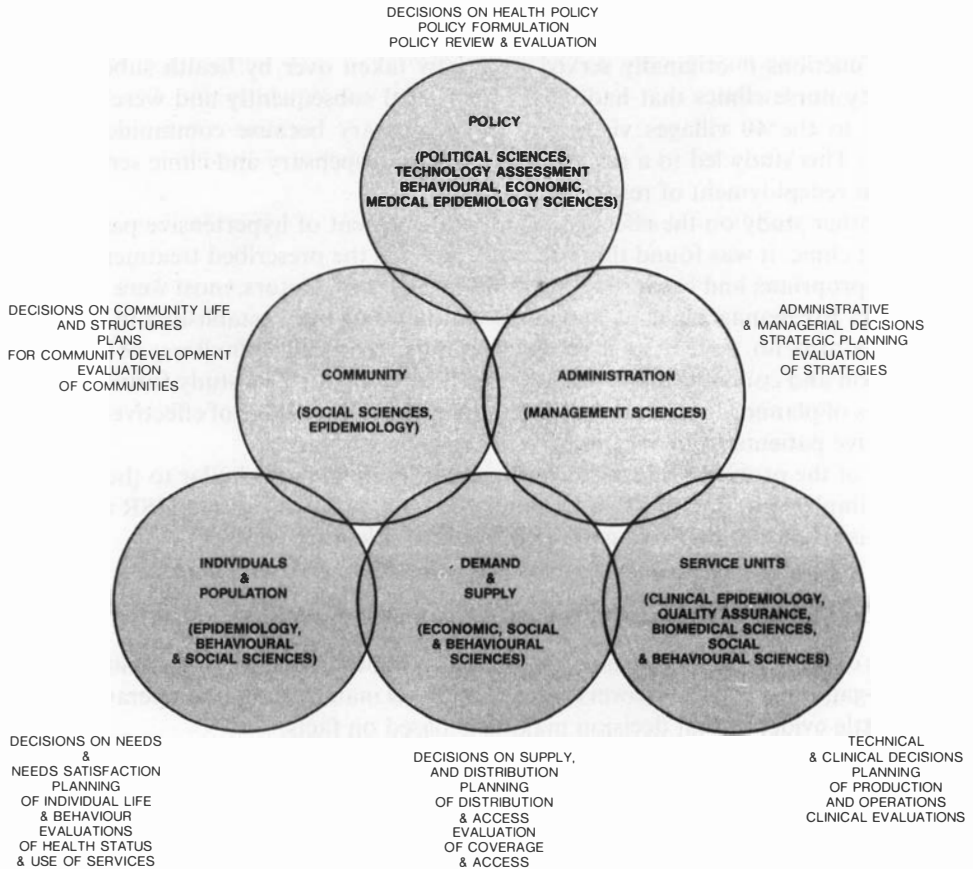 DECISIONS ON HEALTH POLICY
POLICY FORMULATION
POLICY REVIEW & EVALUATION
POLICY
(POLITICAL SCIENCES,
TECHNOLOGY ASSESSMENT
BEHAVIOURAL, ECONOMIC,
MEDICAL EPIDEMIOLOGY SCIENCES)
DECISIONS ON COMMUNITY LIFE
AND STRUCTURES
PLANS
FOR COMMUNITY DEVELOPMENT
EVALUATION
OF COMMUNITIES
COMMUNITY
(SOCIAL SCIENCES,
EPIDEMIOLOGY)
ADMINISTRATION
(MANAGEMENT SCIENCES)
ADMINISTRATIVE
& MANAGERIAL DECISIONS
STRATEGIC PLANNING
EVALUATION
OF STRATEGIES
INDIVIDUALS
&
POPULATION
(EPIDEMIOLOGY,
BEHAVIOURAL
& SOCIAL SCIENCES)
DEMAND
&
SUPPLY
(ECONOMIC, SOCIAL
& BEHAVIOURAL
SCIENCES)
SERVICE UNITS
(CLINICAL EPIDEMIOLOGY,
QUALITY ASSURANCE,
BIOMEDICAL SCIENCES,
SOCIAL
& BEHAVIOURAL SCIENCES)
DECISIONS ON NEEDS
&
NEEDS SATISFACTION
PLANNING
OF INDIVIDUAL LIFE
& BEHAVIOUR
EVALUATIONS
OF HEALTH STATUS
& USE OF SERVICES
DECISIONS ON SUPPLY,
AND DISTRIBUTION
PLANNING
OF DISTRIBUTION
& ACCESS
EVALUATION
OF COVERAGE
& ACCESS
TECHNICAL
& CLINICAL DECISIONS
PLANNING
OF PRODUCTION
AND OPERATIONS
CLINICAL EVALUATIONS